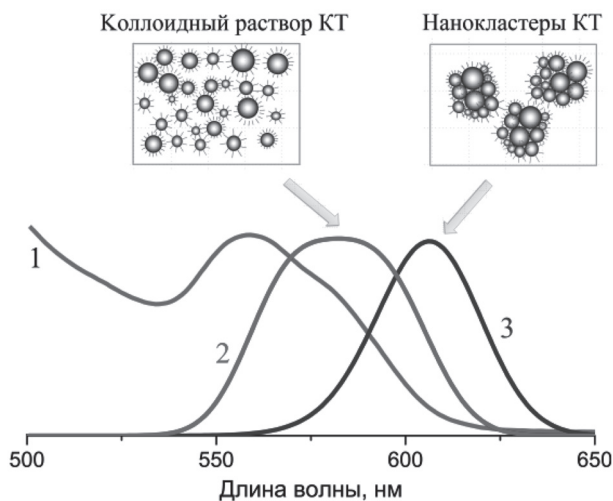 Коллоидный раствор КТ
Нанокластеры КТ
1
2
3
500
550
600
650
Длина волны, нм